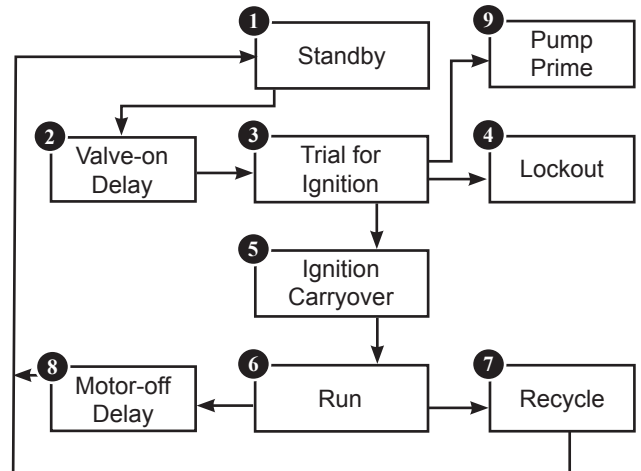 1
Standby
9
Pump
Prime
2
Valve-on
Delay
3
Trial for
Ignition
4
Lockout
5
Ignition
Carryover
8
Motor-off
Delay
6
Run
7
Recycle